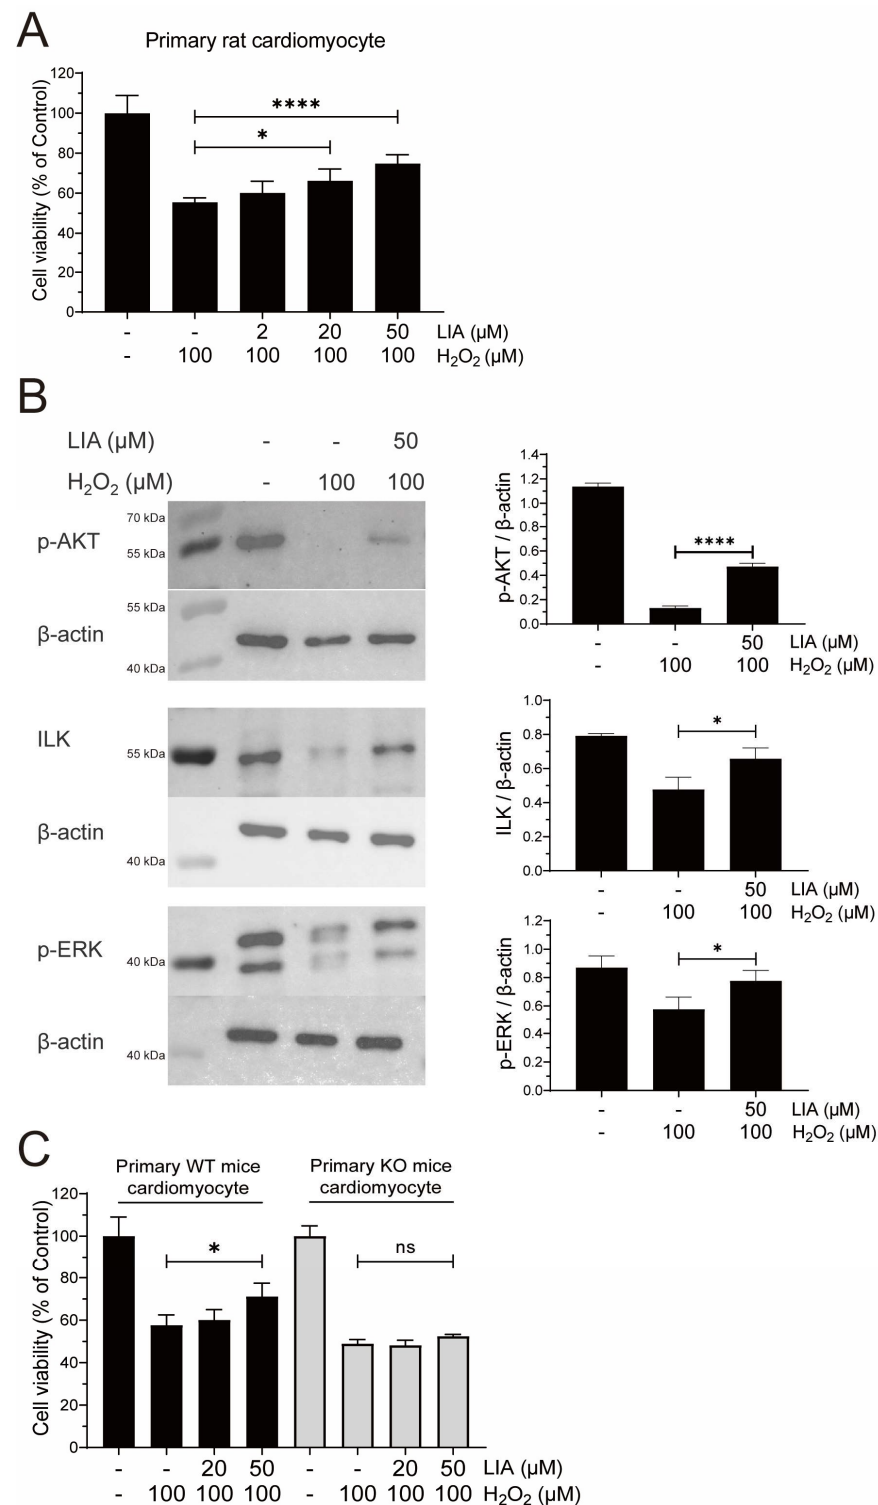 A
Primary rat cardiomyocyte
Cell viability (% of Control)
120
100
80
60
40
20
0
****
*
- - 2 20 50 LIA (μM)
- 100 100 100 100 H₂O₂ (μM)
B
LIA (μM) - - 50
H₂O₂ (μM) - 100 100
p-AKT
70 kDa
55 kDa
β-actin
55 kDa
40 kDa
ILK
55 kDa
β-actin
40 kDa
p-ERK
40 kDa
β-actin
40 kDa
p-AKT / β-actin
1.4
1.2
1.0
0.8
0.6
0.4
0.2
0.0
****
- - 50 LIA (μM)
- 100 100 H₂O₂ (μM)
ILK / β-actin
1.0
0.8
0.6
0.4
0.2
0.0
*
- - 50 LIA (μM)
- 100 100 H₂O₂ (μM)
p-ERK / β-actin
1.2
1.0
0.8
0.6
0.4
0.2
0.0
*
- - 50 LIA (μM)
- 100 100 H₂O₂ (μM)
C
Primary WT mice
cardiomyocyte
Primary KO mice
cardiomyocyte
Cell viability (% of Control)
120
100
80
60
40
20
0
*
ns
- - 20 50 - - 20 50 LIA (μM)
- 100 100 100 - 100 100 100 H₂O₂ (μM)